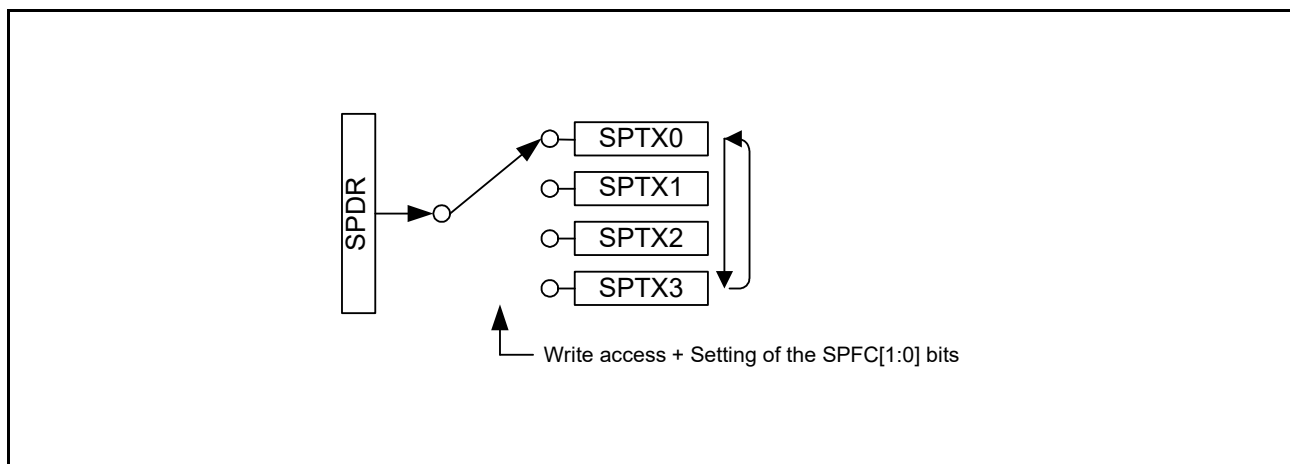 SPDR
SPTX0
SPTX1
SPTX2
SPTX3
Write access + Setting of the SPFC[1:0] bits